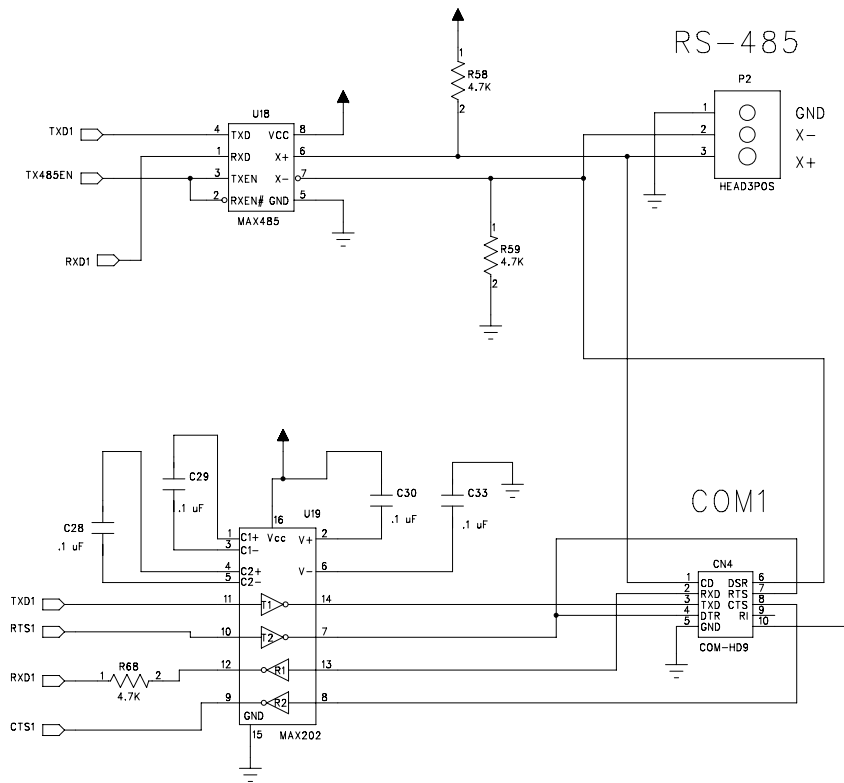 RS-485
1
R58
4.7K
2
P2
1 GND
2 X-
3 X+
HEAD3POS
U18
TXD1 4 TXD VCC 8
1 RXD X+ 6
TX485EN 3 TXEN X- 7
2 RXEN# GND 5
MAX485
RXD1
1
R59
4.7K
2
COM1
C29
.1 uF
C28
.1 uF
C30
.1 uF
C33
.1 uF
U19
16
Vcc
1 C1+ V+ 2
3 C1-
4 C2+ V- 6
5 C2-
TXD1 11 T1 14
RTS1 10 T2 7
RXD1 1 R68 2 12 R1 13
4.7K
CTS1 9 R2 8
GND
15 MAX202
CN4
1 CD DSR 6
2 RXD RTS 7
3 TXD CTS 8
4 DTR RI 9
5 GND 10
COM-HD9